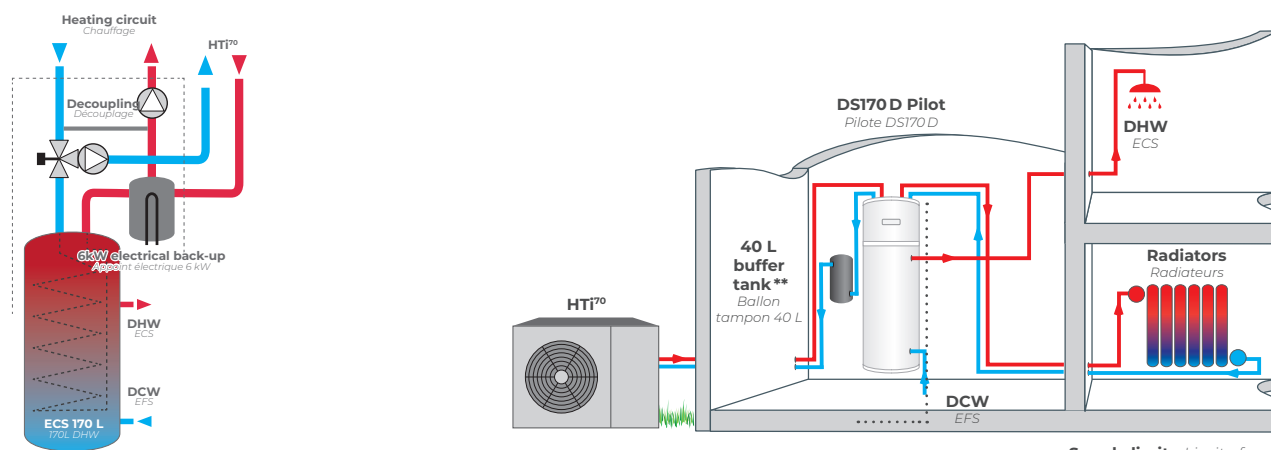 Heating circuit
Chauffage
HTi⁷⁰
Decoupling
Découplage
6kW electrical back-up
Appoint électrique 6 kW
DHW
ECS
DCW
EFS
ECS 170 L
170L DHW
DS170 D Pilot
Pilote DS170 D
DHW
ECS
40 L
buffer
tank **
Ballon
tampon 40 L
HTi⁷⁰
Radiators
Radiateurs
DCW
EFS